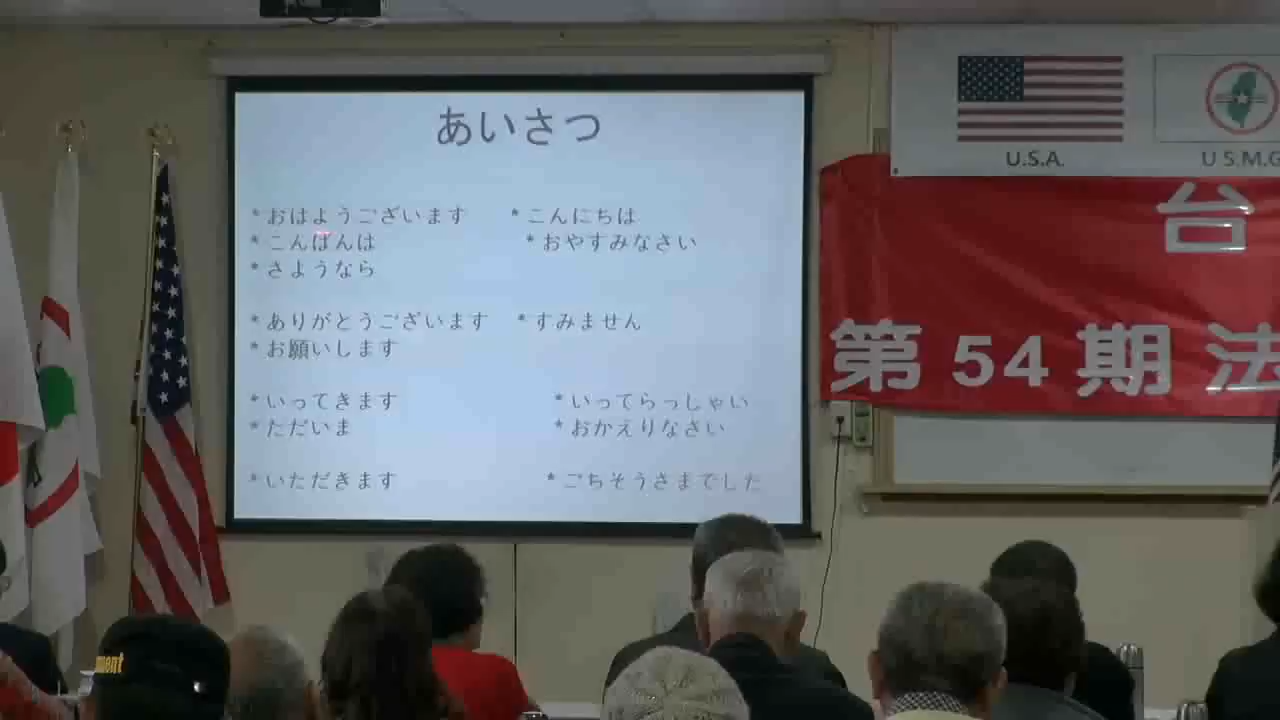 あいさつ
*おはようございます *こんにちは
*こんばんは *おやすみなさい
*さようなら
*ありがとうございます *すみません
*お願いします
*いってきます *いってらっしゃい
*ただいま *おかえりなさい
*いただきます *ごちそうさまでした
U.S.A. U S.M.G
台
第 54 期 法
ment